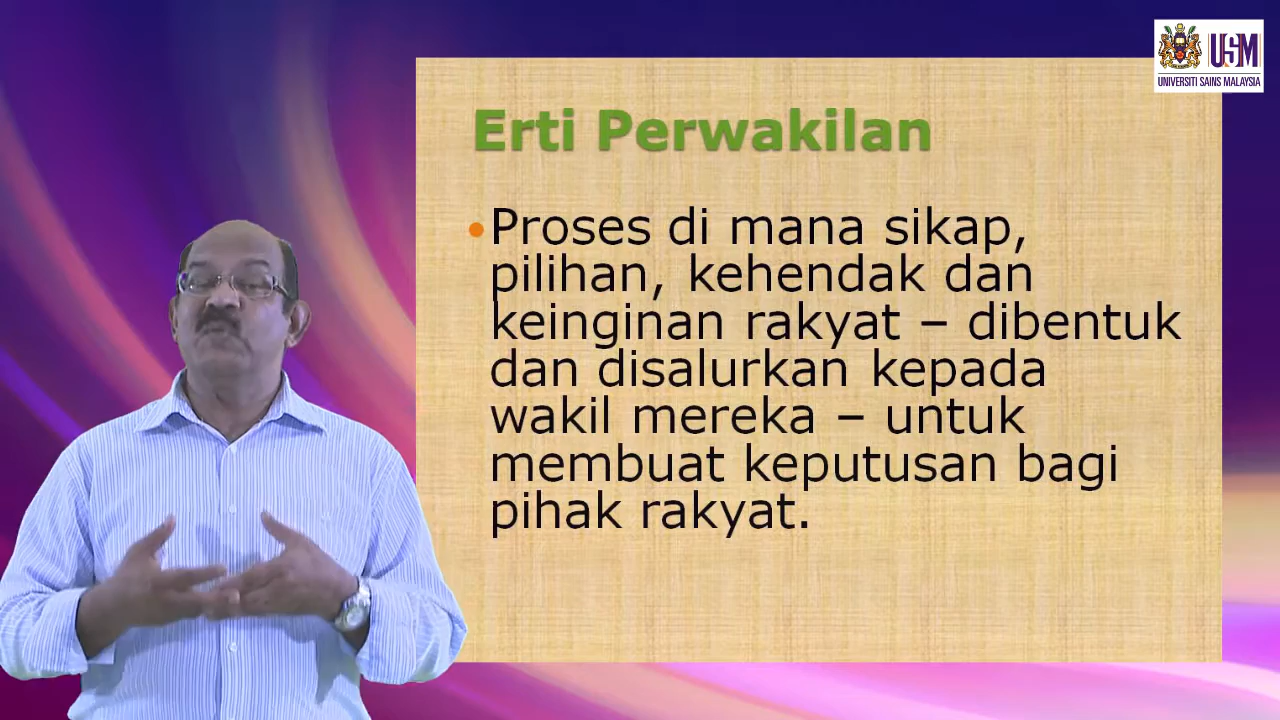 USM
UNIVERSITI SAINS MALAYSIA
Erti Perwakilan
Proses di mana sikap,
pilihan, kehendak dan
keinginan rakyat – dibentuk
dan disalurkan kepada
wakil mereka – untuk
membuat keputusan bagi
pihak rakyat.